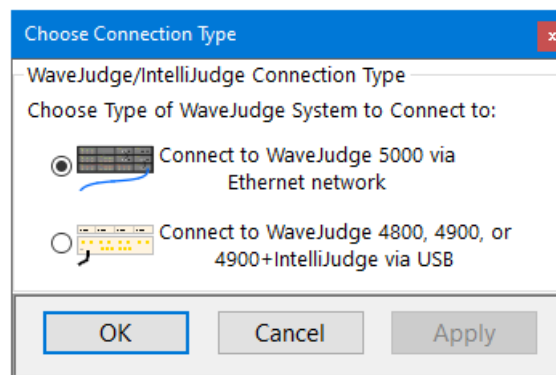 Choose Connection Type
x
WaveJudge/IntelliJudge Connection Type
Choose Type of WaveJudge System to Connect to:
Connect to WaveJudge 5000 via
Ethernet network
Connect to WaveJudge 4800, 4900, or
4900+IntelliJudge via USB
OK Cancel Apply